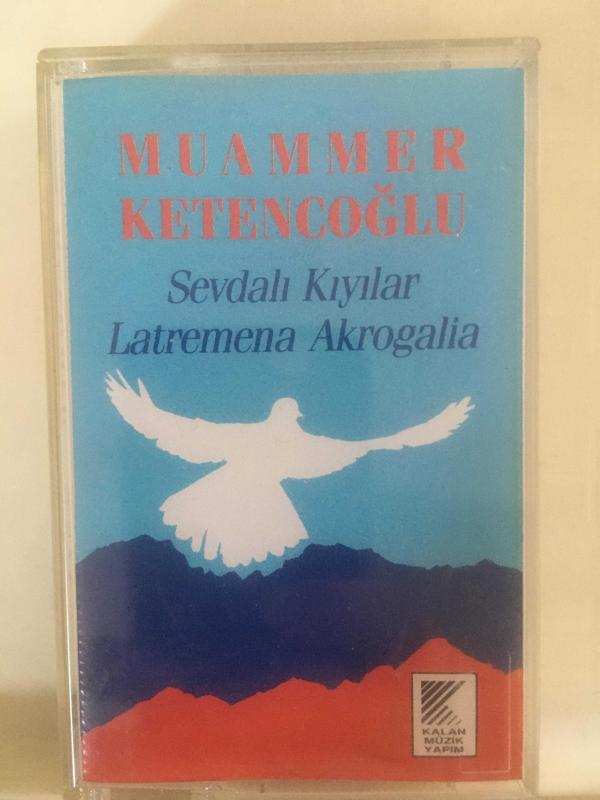 MUAMMER
KETENCOĞLU
Sevdalı Kıyılar
Latremena Akrogalia
KALAN
MÜZİK
YAPIM